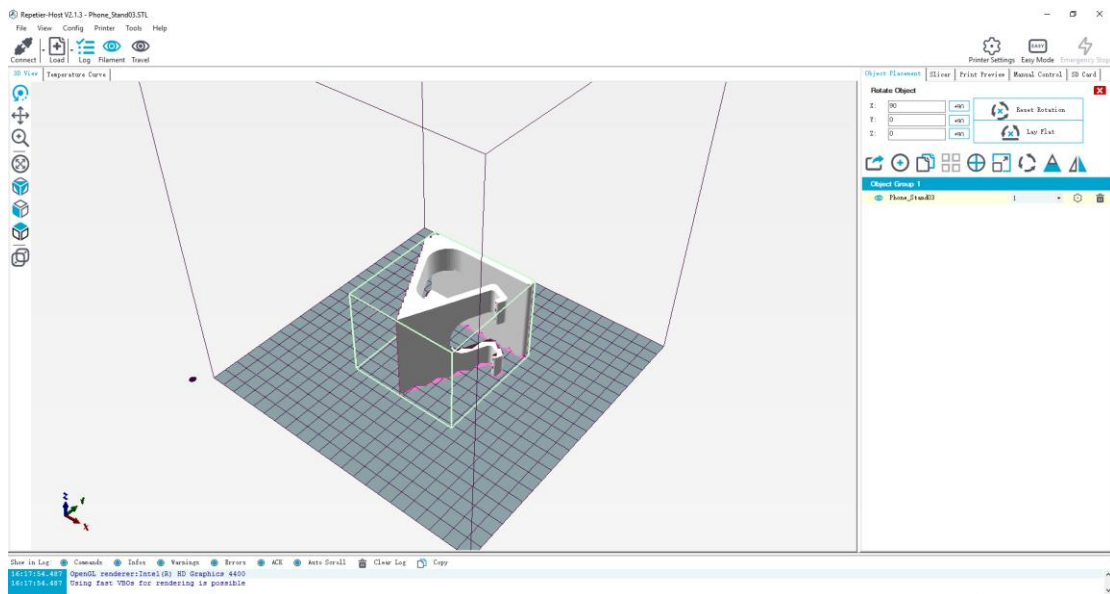 Repetier-Host V2.1.3 - Phone_Stand03.STL
File View Config Printer Tools Help
Connect Load Log Filament Travel Printer Settings Easy Mode Emergency Stop
EASY
3D View Temperature Curve
Object Placement Slicer Print Preview Manual Control SD Card
Rotate Object
X: 90 +90 Reset Rotation
Y: 0 +90
Z: 0 +90 Lay Flat
Object Group 1
Phone_Stand03 1
Z
Y
X
Show in Log: Commands Infos Warnings Errors ACK Auto Scroll Clear Log Copy
16:17:54.487 OpenGL renderer:Intel(R) HD Graphics 4400
16:17:54.487 Using fast VBOs for rendering is possible